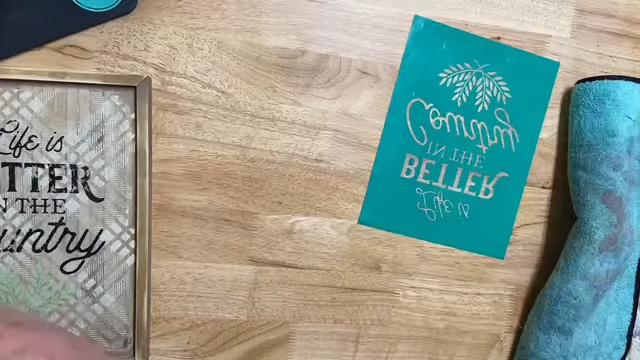 Life is
TTER
N THE
untry
Country
IN THE
BETTER
Life is